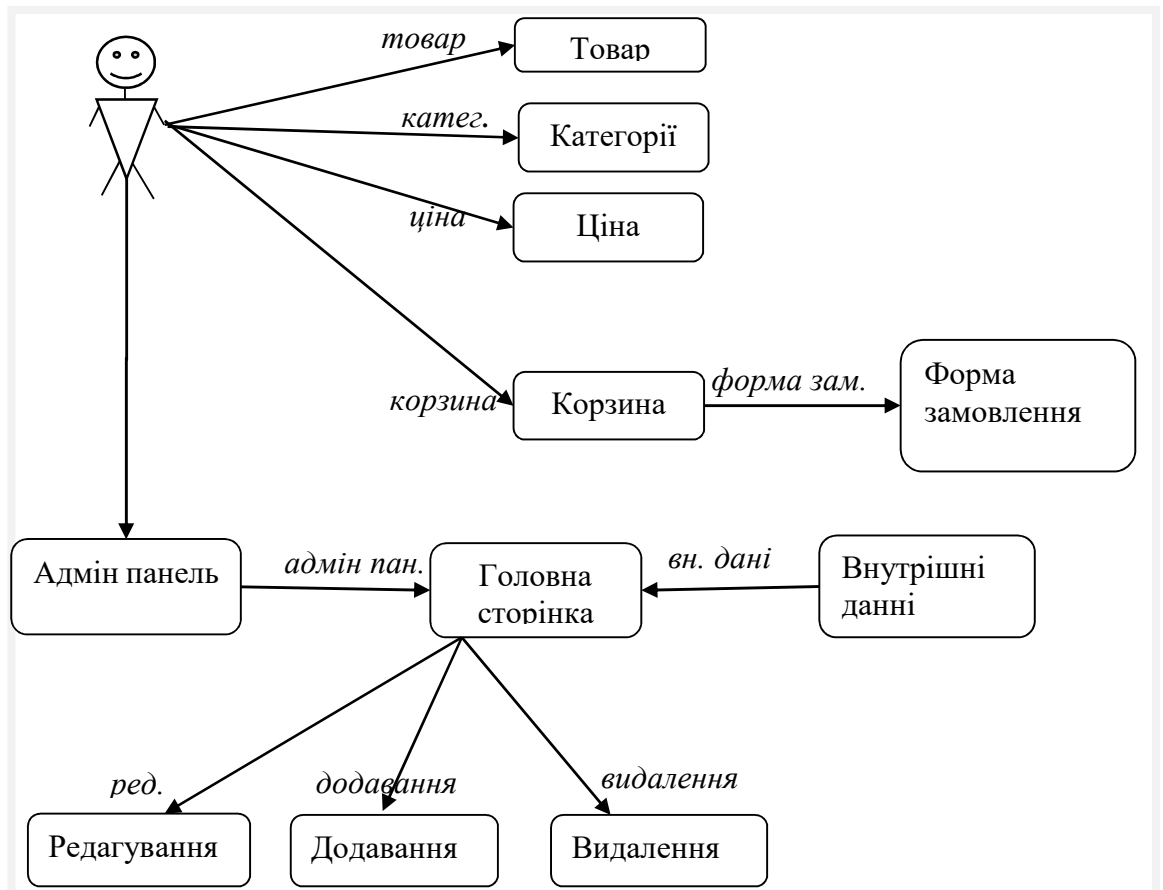 товар
Товар
катег.
Категорії
ціна
Ціна
корзина
Корзина
форма зам.
Форма
замовлення
Адмін панель
адмін пан.
Головна
сторінка
вн. дані
Внутрішні
данні
ред.
додавання
видалення
Редагування
Додавання
Видалення